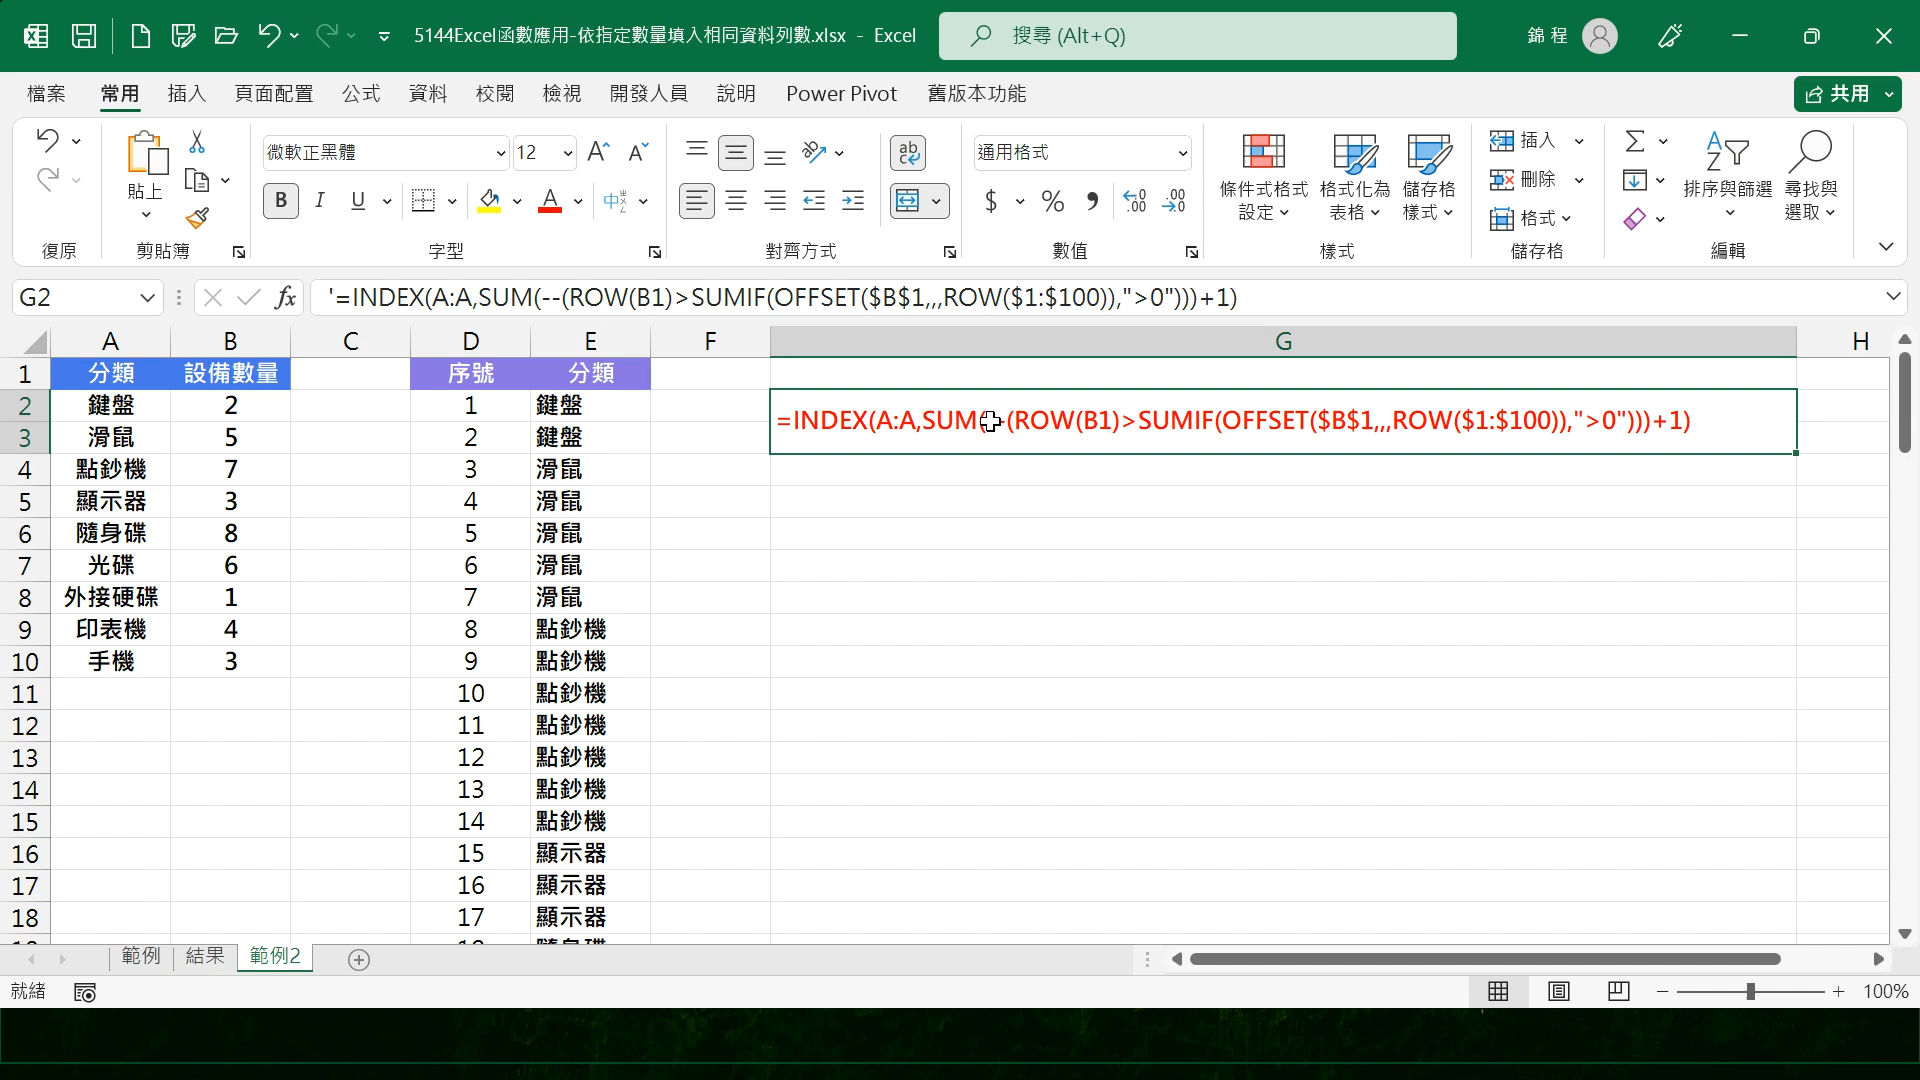 5144Excel函數應用-依指定數量填入相同資料列數.xlsx - Excel
搜尋 (Alt+Q)
錦 程
檔案 常用 插入 頁面配置 公式 資料 校閱 檢視 開發人員 說明 Power Pivot 舊版本功能
共用
貼上
微軟正黑體 12
B I U
通用格式
條件式格式設定
格式化為表格
儲存格樣式
插入
刪除
格式
排序與篩選
尋找與選取
復原 剪貼簿 字型 對齊方式 數值 樣式 儲存格 編輯
G2
fx
'=INDEX(A:A,SUM(--(ROW(B1)>SUMIF(OFFSET($B$1,,,ROW($1:$100)),">0")))+1)
A B C D E F G H
1 分類 設備數量 序號 分類
2 鍵盤 2 1 鍵盤
=INDEX(A:A,SUM(--(ROW(B1)>SUMIF(OFFSET($B$1,,,ROW($1:$100)),">0")))+1)
3 滑鼠 5 2 鍵盤
4 點鈔機 7 3 滑鼠
5 顯示器 3 4 滑鼠
6 隨身碟 8 5 滑鼠
7 光碟 6 6 滑鼠
8 外接硬碟 1 7 滑鼠
9 印表機 4 8 點鈔機
10 手機 3 9 點鈔機
11 10 點鈔機
12 11 點鈔機
13 12 點鈔機
14 13 點鈔機
15 14 點鈔機
16 15 顯示器
17 16 顯示器
18 17 顯示器
範例 結果 範例2
就緒
100%